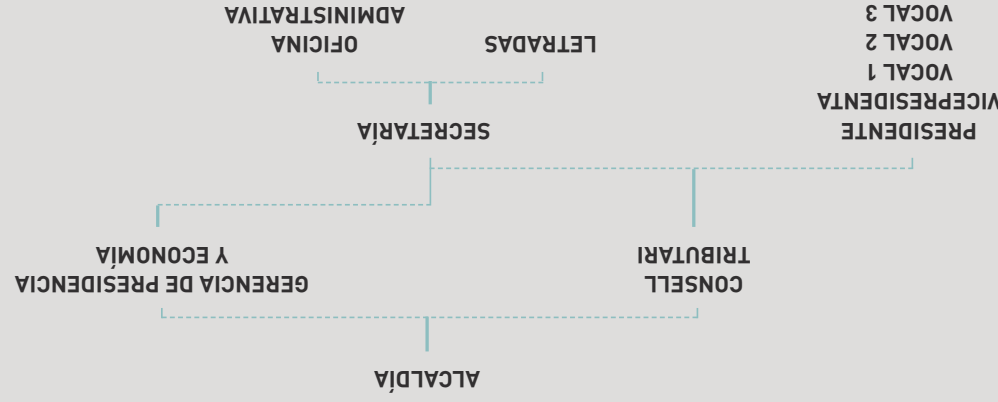 ALCALDÍA
CONSELL
TRIBUTARI
GERENCIA DE PRESIDENCIA
Y ECONOMÍA
PRESIDENTE
VICEPRESIDENTA
VOCAL 1
VOCAL 2
VOCAL 3
SECRETARÍA
LETRADAS
OFICINA
ADMINISTRATIVA